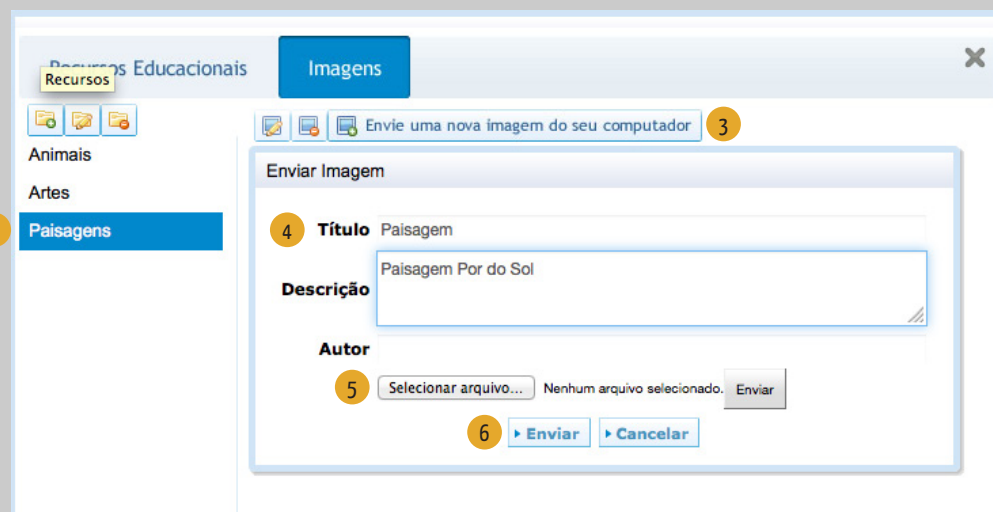 Recursos Educacionais
Imagens
Recursos
Envie uma nova imagem do seu computador
3
Animais
Artes
Paisagens
Enviar Imagem
4
Título
Paisagem
Descrição
Paisagem Por do Sol
Autor
5
Selecionar arquivo...
Nenhum arquivo selecionado.
Enviar
6
Enviar
Cancelar